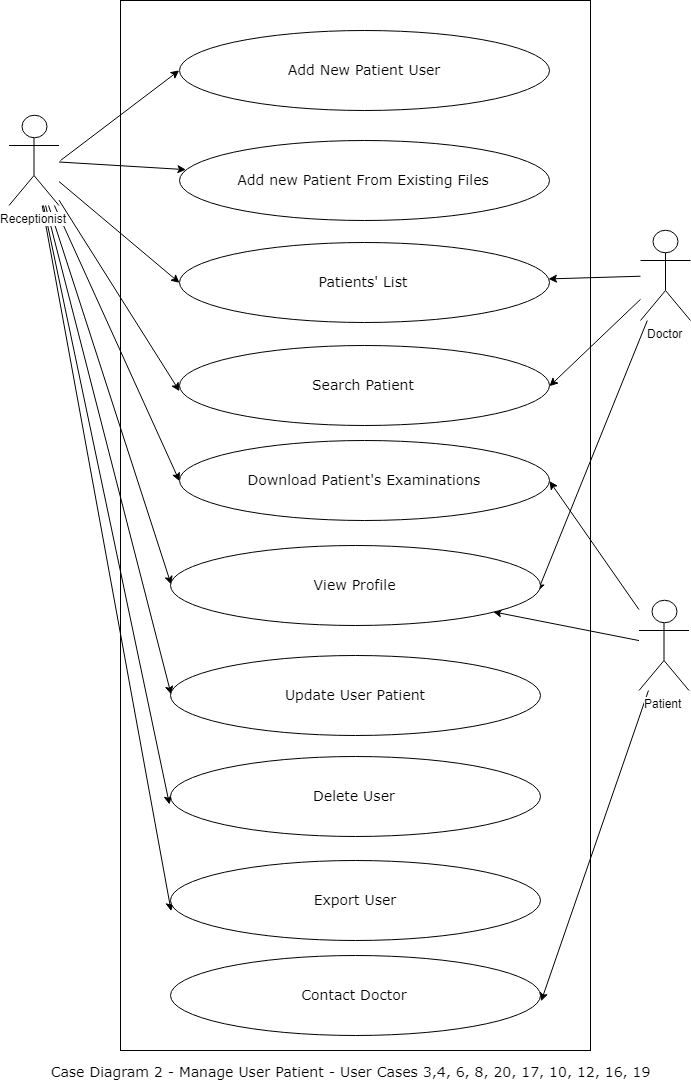 Add New Patient User
Add new Patient From Existing Files
Receptionist
Patients' List
Doctor
Search Patient
Download Patient's Examinations
View Profile
Update User Patient
Patient
Delete User
Export User
Contact Doctor
Case Diagram 2 - Manage User Patient - User Cases 3,4, 6, 8, 20, 17, 10, 12, 16, 19